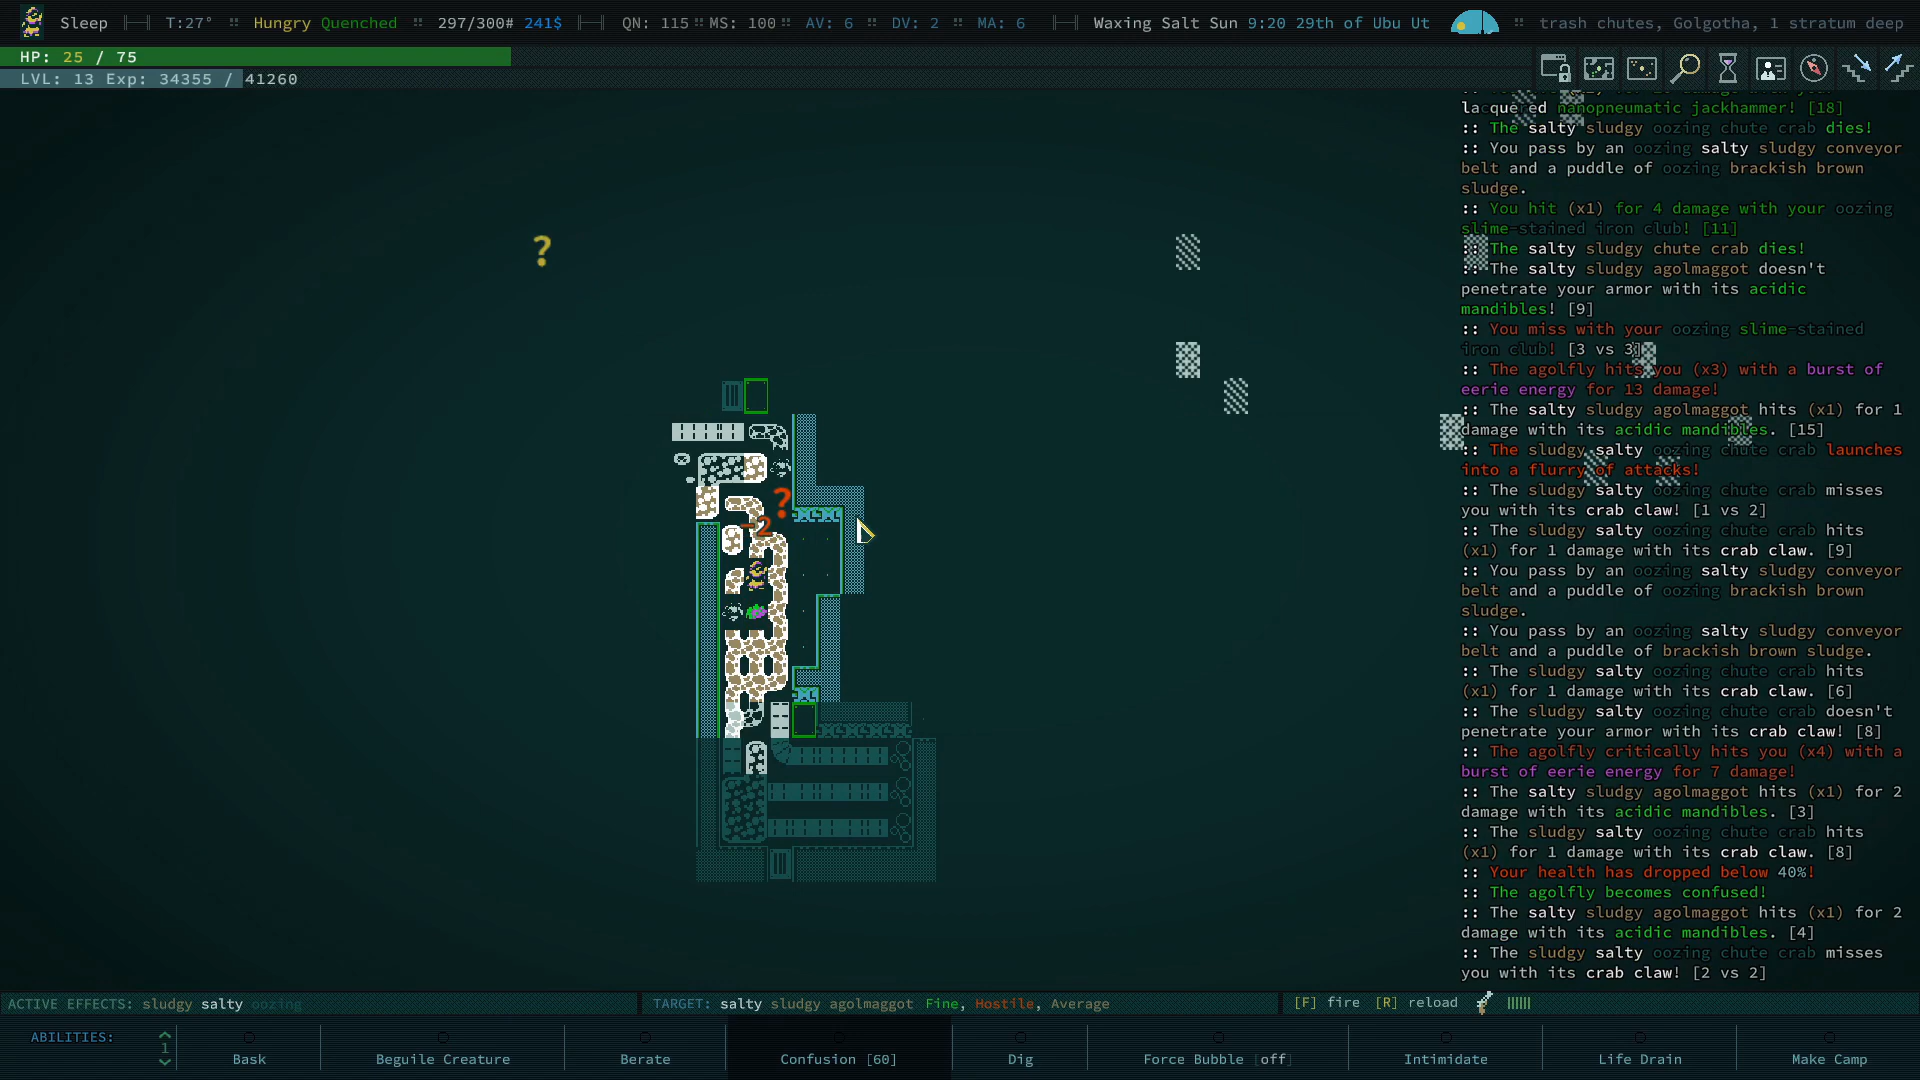 Sleep T:27° :: Hungry Quenched :: 297/300# 241$ QN: 115 :: MS: 100 :: AV: 6 :: DV: 2 :: MA: 6 Waxing Salt Sun 9:20 29th of Ubu Ut :: trash chutes, Golgotha, 1 stratum deep
HP: 25 / 75
LVL: 13 Exp: 34355 / 41260
lacquered nanopneumatic jackhammer! [18]
:: The salty sludgy oozing chute crab dies!
:: You pass by an oozing salty sludgy conveyor
belt and a puddle of oozing brackish brown
sludge.
:: You hit (x1) for 4 damage with your oozing
slime-stained iron club! [11]
:: The salty sludgy chute crab dies!
:: The salty sludgy agolmaggot doesn't
penetrate your armor with its acidic
mandibles! [9]
:: You miss with your oozing slime-stained
iron club! [3 vs 3]
:: The agolfly hits you (x3) with a burst of
eerie energy for 13 damage!
:: The salty sludgy agolmaggot hits (x1) for 1
damage with its acidic mandibles. [15]
:: The sludgy salty oozing chute crab launches
into a flurry of attacks!
:: The sludgy salty oozing chute crab misses
you with its crab claw! [1 vs 2]
:: The sludgy salty oozing chute crab hits
(x1) for 1 damage with its crab claw. [9]
:: You pass by an oozing salty sludgy conveyor
belt and a puddle of oozing brackish brown
sludge.
:: You pass by an oozing salty sludgy conveyor
belt and a puddle of brackish brown sludge.
:: The sludgy salty oozing chute crab hits
(x1) for 1 damage with its crab claw. [6]
:: The sludgy salty oozing chute crab doesn't
penetrate your armor with its crab claw! [8]
:: The agolfly critically hits you (x4) with a
burst of eerie energy for 7 damage!
:: The salty sludgy agolmaggot hits (x1) for 2
damage with its acidic mandibles. [3]
:: The sludgy salty oozing chute crab hits
(x1) for 1 damage with its crab claw. [8]
:: Your health has dropped below 40%!
:: The agolfly becomes confused!
:: The salty sludgy agolmaggot hits (x1) for 2
damage with its acidic mandibles. [4]
:: The sludgy salty oozing chute crab misses
you with its crab claw! [2 vs 2]
?
?
-2
ACTIVE EFFECTS: sludgy salty oozing TARGET: salty sludgy agolmaggot Fine, Hostile, Average [F] fire [R] reload
ABILITIES: 1 Bask Beguile Creature Berate Confusion [60] Dig Force Bubble [off] Intimidate Life Drain Make Camp